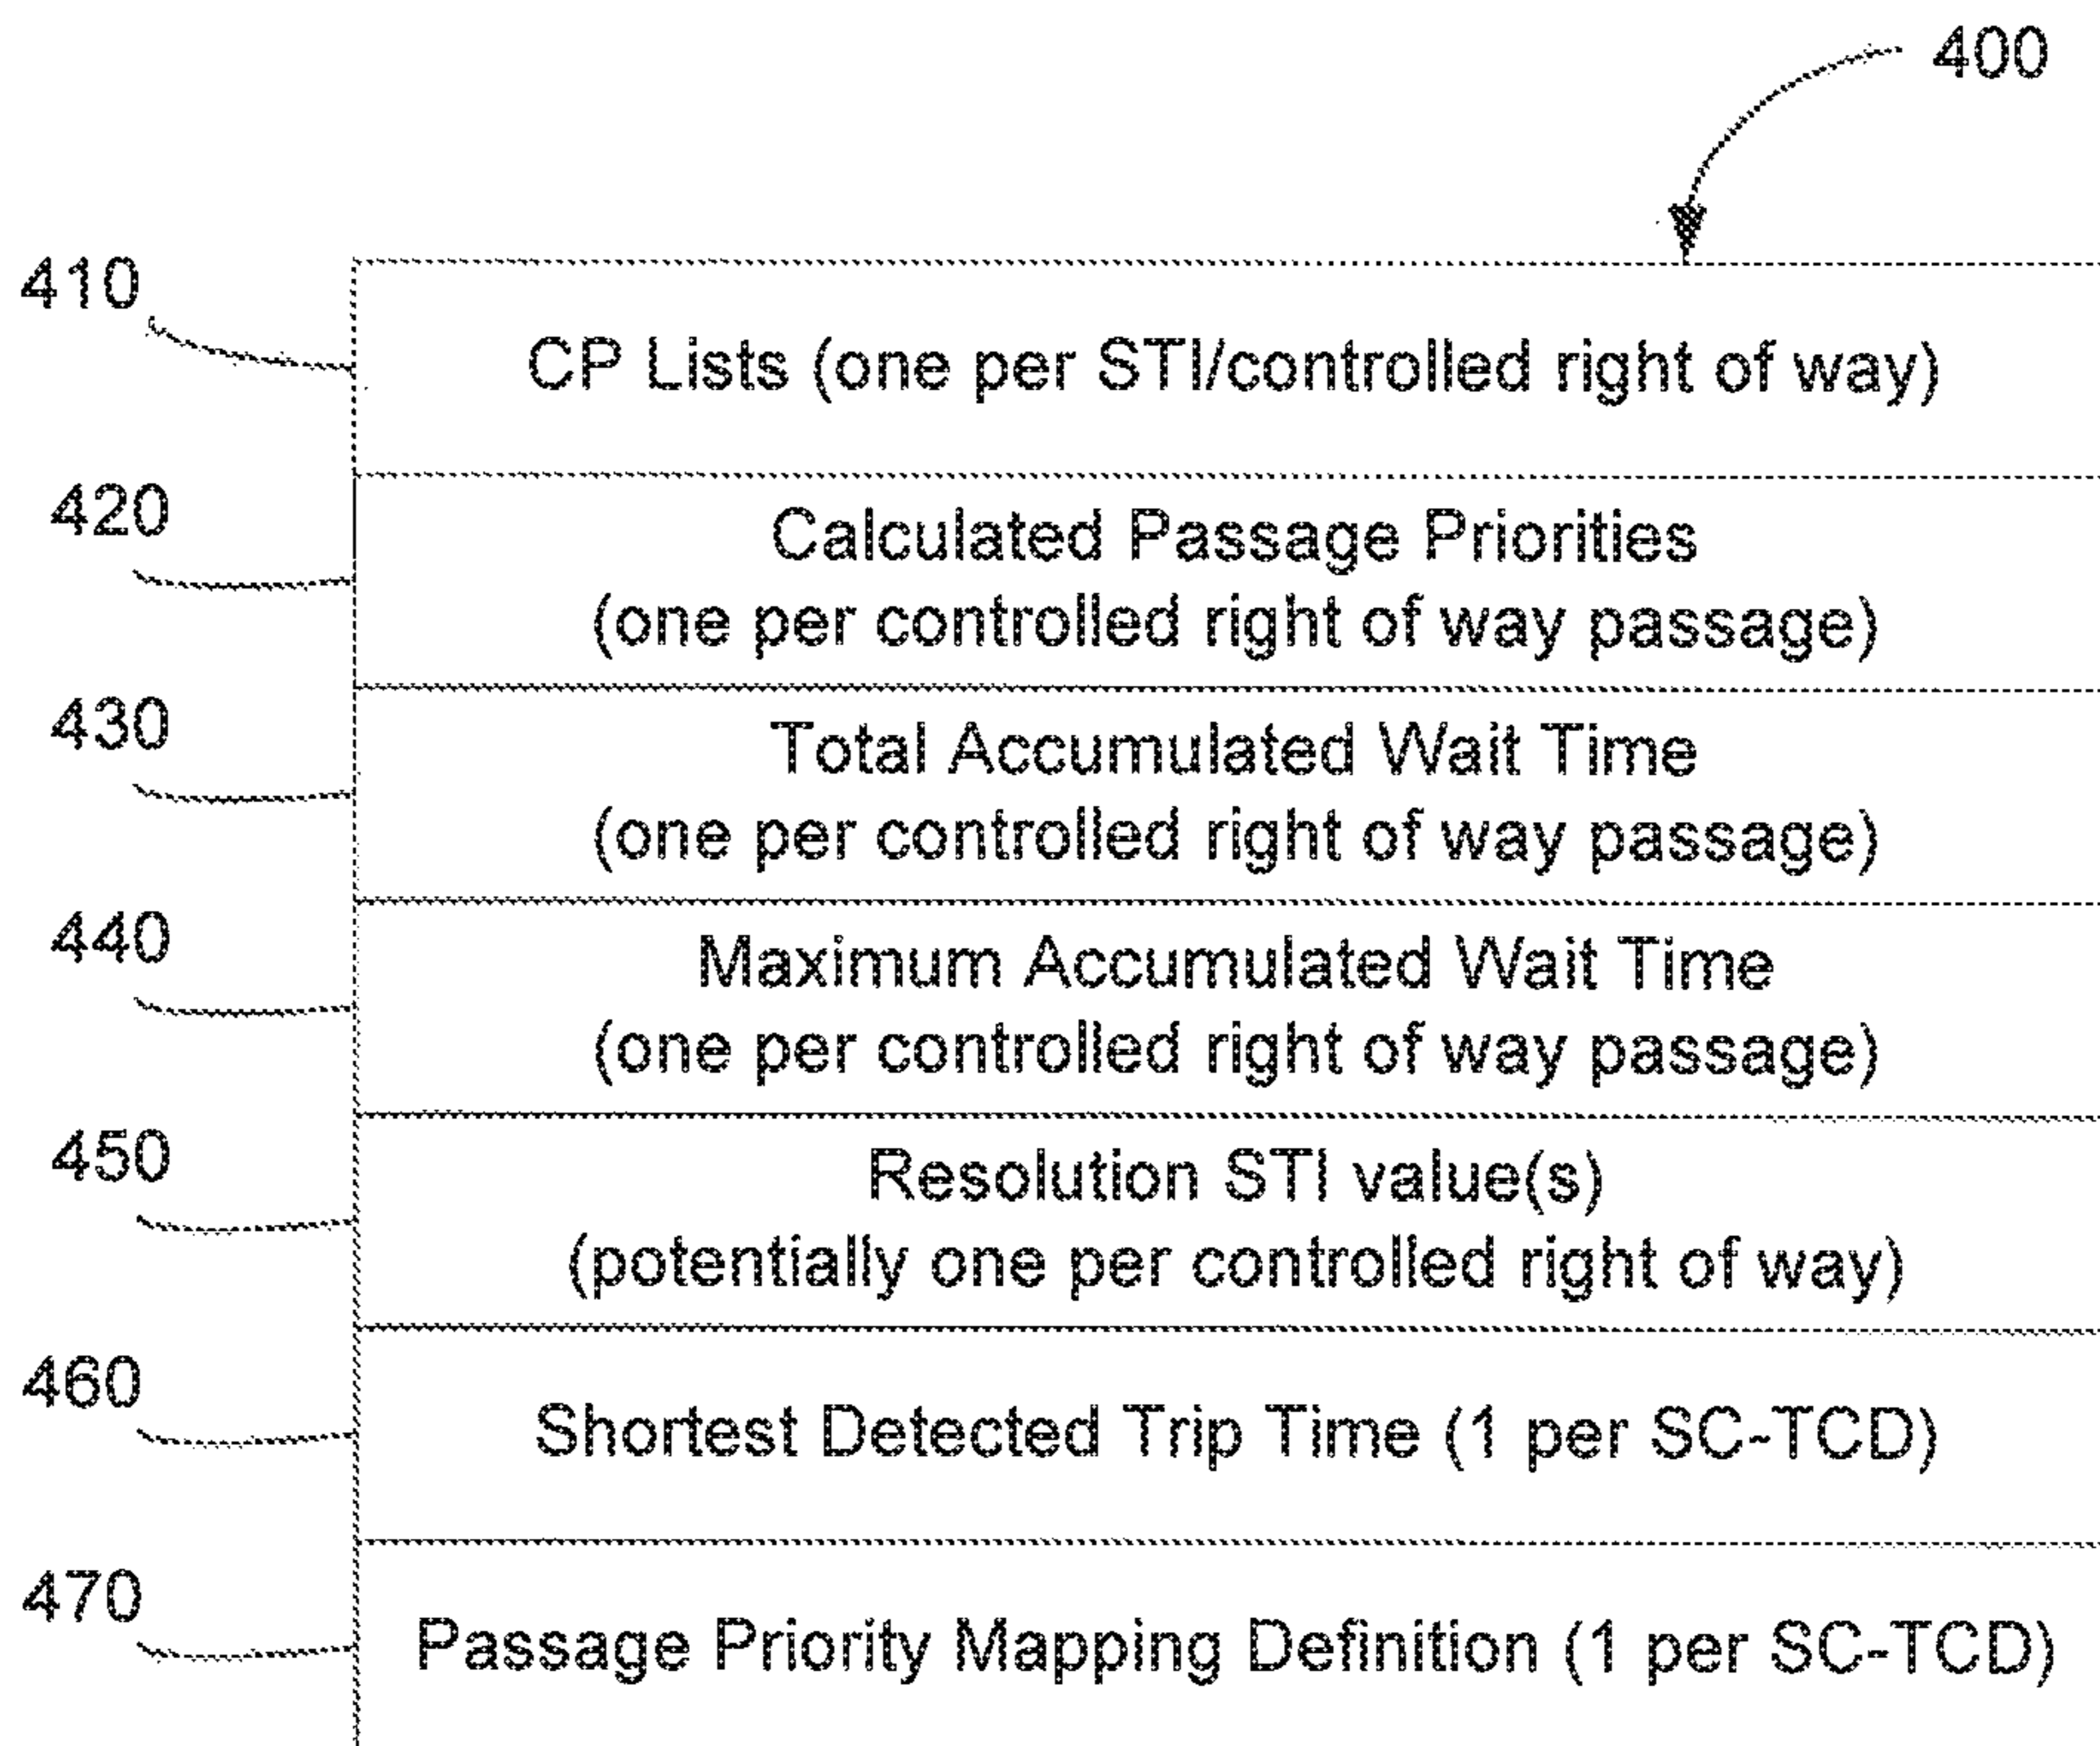 400
410
CP Lists (one per STI/controlled right of way)
420
Calculated Passage Priorities
(one per controlled right of way passage)
430
Total Accumulated Wait Time
(one per controlled right of way passage)
440
Maximum Accumulated Wait Time
(one per controlled right of way passage)
450
Resolution STI value(s)
(potentially one per controlled right of way)
460
Shortest Detected Trip Time (1 per SC-TCD)
470
Passage Priority Mapping Definition (1 per SC-TCD)